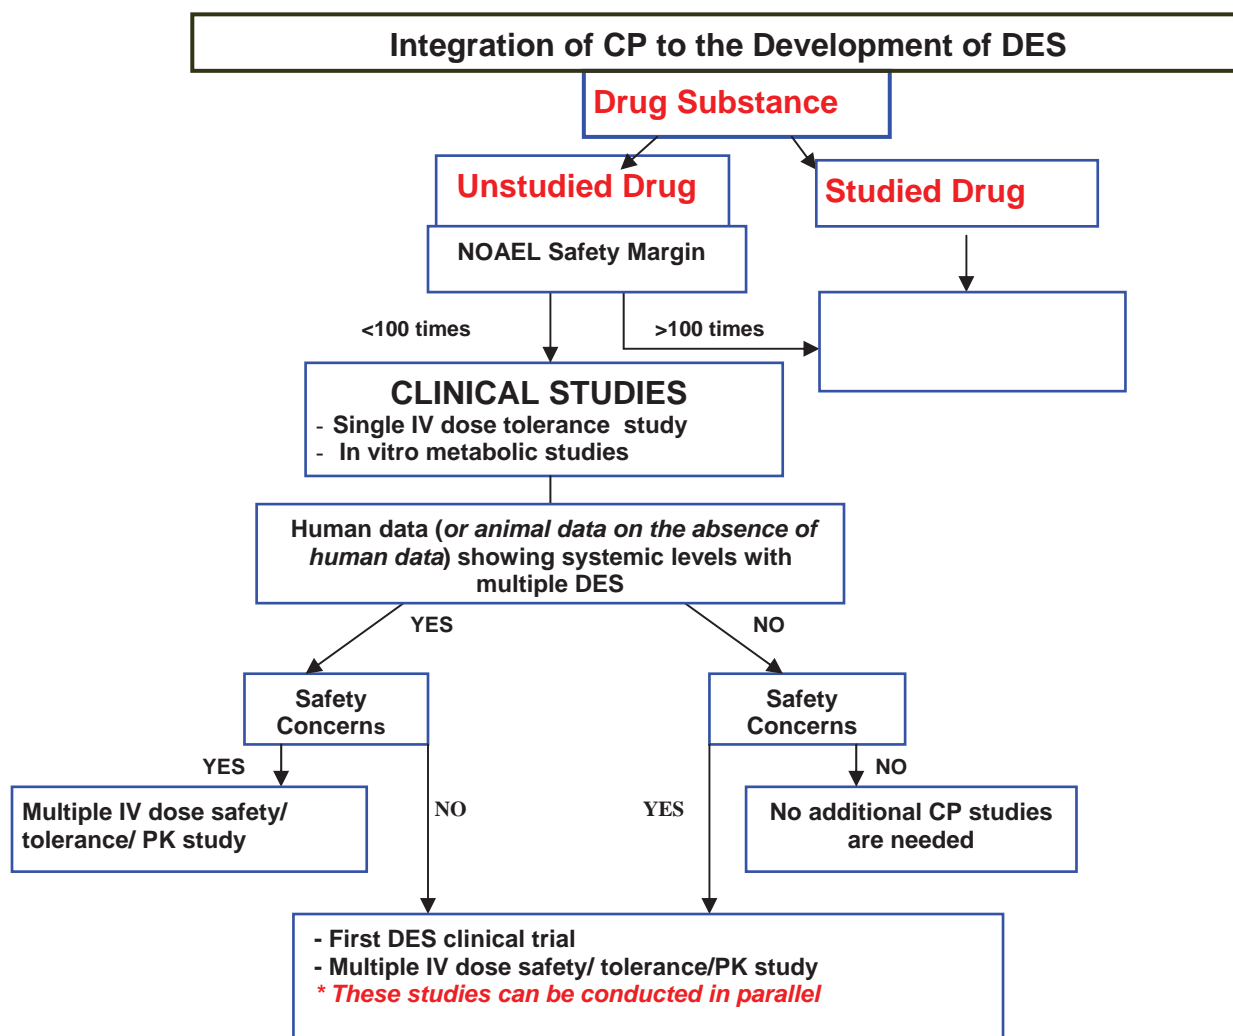 Integration of CP to the Development of DES
Drug Substance
Unstudied Drug
Studied Drug
NOAEL Safety Margin
<100 times
>100 times
CLINICAL STUDIES
- Single IV dose tolerance study
- In vitro metabolic studies
Human data (or animal data on the absence of
human data) showing systemic levels with
multiple DES
YES
NO
Safety
Concerns
Safety
Concerns
YES
NO
NO
YES
Multiple IV dose safety/
tolerance/ PK study
No additional CP studies
are needed
- First DES clinical trial
- Multiple IV dose safety/ tolerance/PK study
* These studies can be conducted in parallel